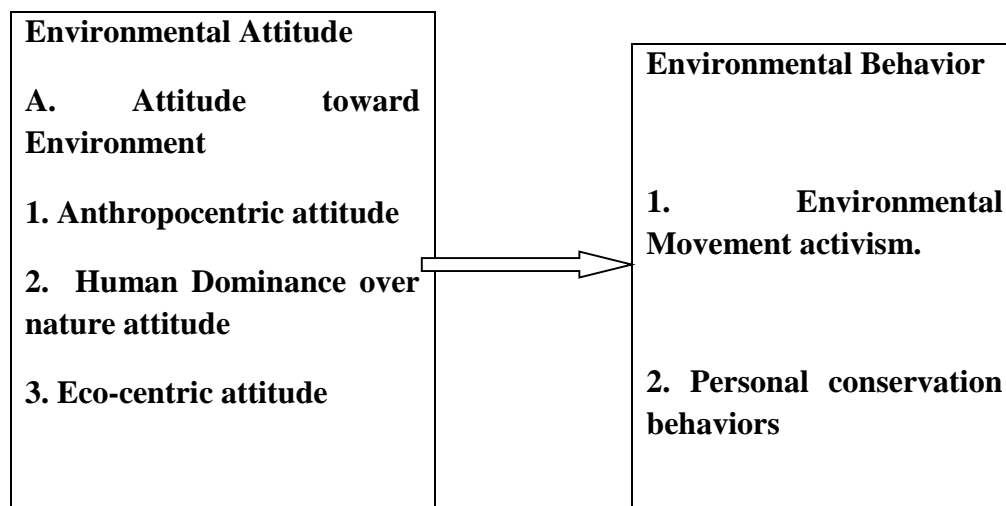 Environmental Attitude
A. Attitude toward
Environment
1. Anthropocentric attitude
2. Human Dominance over
nature attitude
3. Eco-centric attitude
Environmental Behavior
1. Environmental
Movement activism.
2. Personal conservation
behaviors